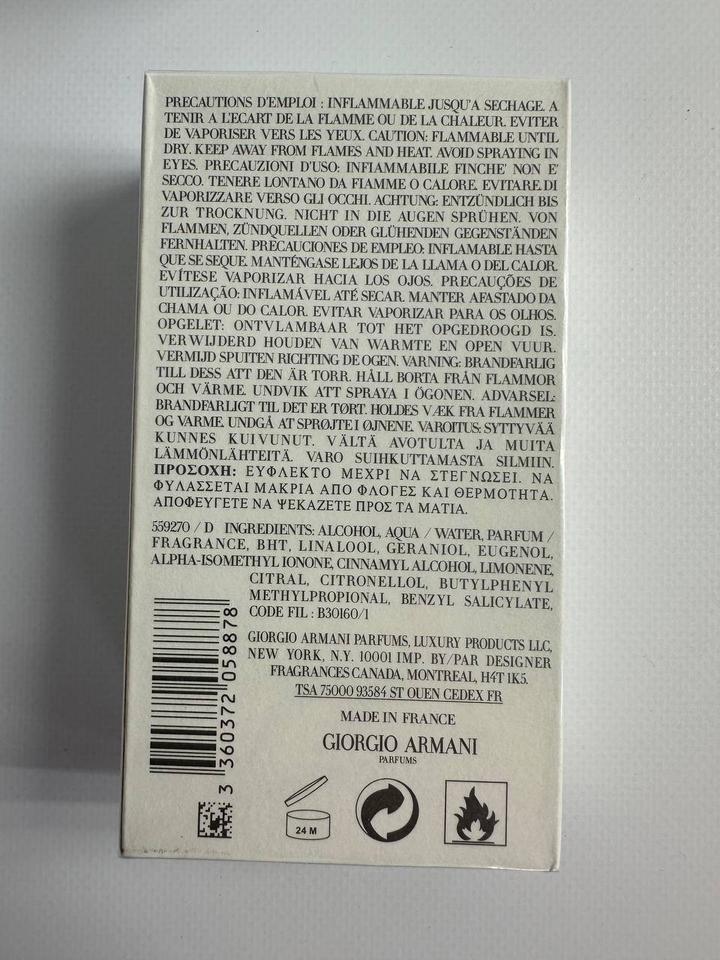 PRECAUTIONS D'EMPLOI : INFLAMMABLE JUSQU'A SECHAGE. A
TENIR A L'ECART DE LA FLAMME OU DE LA CHALEUR. EVITER
DE VAPORISER VERS LES YEUX. CAUTION: FLAMMABLE UNTIL
DRY. KEEP AWAY FROM FLAMES AND HEAT. AVOID SPRAYING IN
EYES. PRECAUZIONI D'USO: INFIAMMABILE FINCHE' NON E'
SECCO. TENERE LONTANO DA FIAMME O CALORE. EVITARE DI
VAPORIZZARE VERSO GLI OCCHI. ACHTUNG: ENTZÜNDLICH BIS
ZUR TROCKNUNG. NICHT IN DIE AUGEN SPRÜHEN. VON
FLAMMEN, ZÜNDQUELLEN ODER GLÜHENDEN GEGENSTÄNDEN
FERNHALTEN. PRECAUCIONES DE EMPLEO: INFLAMABLE HASTA
QUE SE SEQUE. MANTÉNGASE LEJOS DE LA LLAMA O DEL CALOR.
EVÍTESE VAPORIZAR HACIA LOS OJOS. PRECAUÇÕES DE
UTILIZAÇÃO: INFLAMÁVEL ATÉ SECAR. MANTER AFASTADO DA
CHAMA OU DO CALOR. EVITAR VAPORIZAR PARA OS OLHOS.
OPGELET: ONTVLAMBAAR TOT HET OPGEDROOGD IS.
VERWIJDERD HOUDEN VAN WARMTE EN OPEN VUUR.
VERMIJD SPUITEN RICHTING DE OGEN. VARNING: BRANDFARLIG
TILL DESS ATT DEN ÄR TORR. HÅLL BORTA FRÅN FLAMMOR
OCH VÄRME. UNDVIK ATT SPRAYA I ÖGONEN. ADVARSEL:
BRANDFARLIGT TIL DET ER TØRT. HOLDES VÆK FRA FLAMMER
OG VARME. UNDGÅ AT SPRØJTE I ØJNENE. VAROITUS: SYTTYVÄÄ
KUNNES KUIVUNUT. VÄLTÄ AVOTULTA JA MUITA
LÄMMÖNLÄHTEITÄ. VARO SUIHKUTTAMASTA SILMIIN.
ΠΡΟΣΟΧΗ: ΕΥΦΛΕΚΤΟ ΜΕΧΡΙ ΝΑ ΣΤΕΓΝΩΣΕΙ. ΝΑ
ΦΥΛΑΣΣΕΤΑΙ ΜΑΚΡΙΑ ΑΠΟ ΦΛΟΓΕΣ ΚΑΙ ΘΕΡΜΟΤΗΤΑ.
ΑΠΟΦΕΥΓΕΤΕ ΝΑ ΨΕΚΑΖΕΤΕ ΠΡΟΣ ΤΑ ΜΑΤΙΑ.
559270 / D INGREDIENTS: ALCOHOL, AQUA / WATER, PARFUM /
FRAGRANCE, BHT, LINALOOL, GERANIOL, EUGENOL,
ALPHA-ISOMETHYL IONONE, CINNAMYL ALCOHOL, LIMONENE,
CITRAL, CITRONELLOL, BUTYLPHENYL
METHYLPROPIONAL, BENZYL SALICYLATE,
CODE FIL : B30160/1
GIORGIO ARMANI PARFUMS, LUXURY PRODUCTS LLC,
NEW YORK, N.Y. 10001 IMP. BY/PAR DESIGNER
FRAGRANCES CANADA, MONTREAL, H4T 1K5.
TSA 75000 93584 ST OUEN CEDEX FR
MADE IN FRANCE
GIORGIO ARMANI
PARFUMS
3 360372 058878
24 M